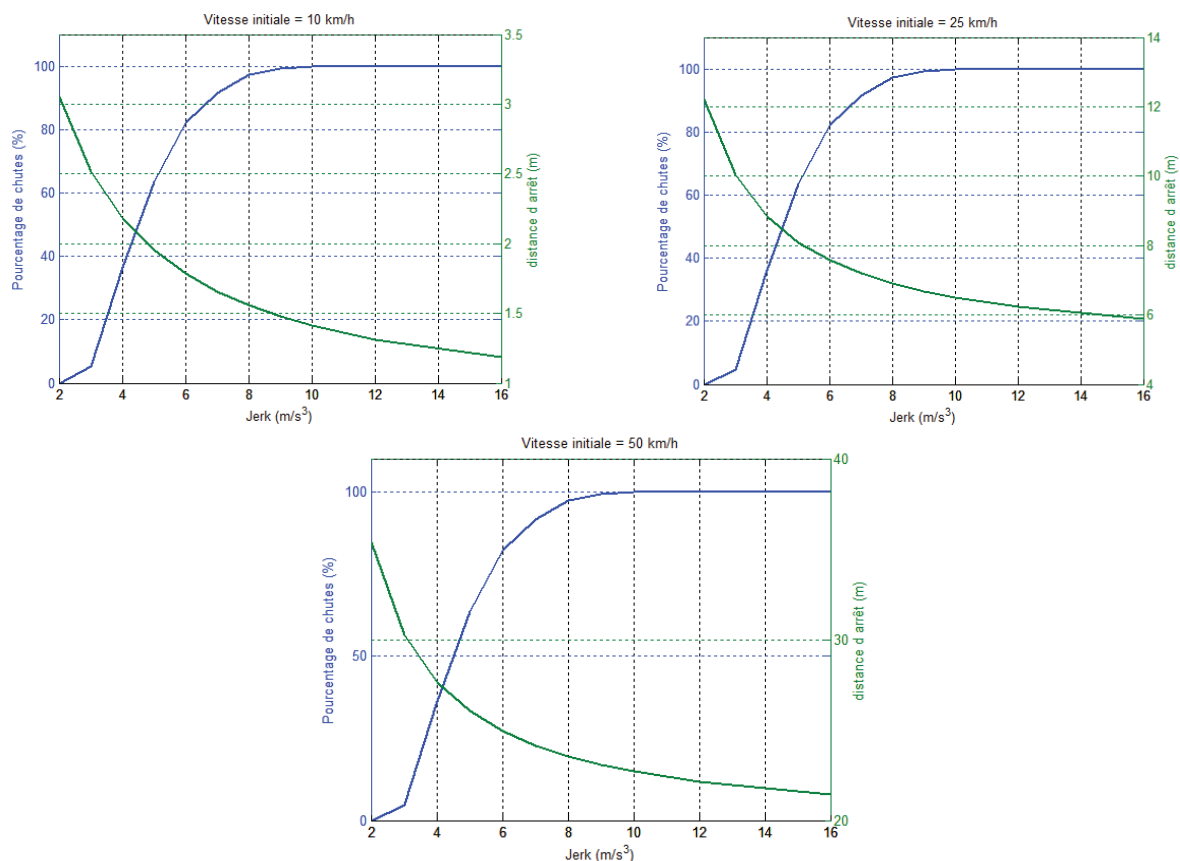 Vitesse initiale = 10 km/h
Pourcentage de chutes (%)
100
80
60
40
20
0
3.5
3
2.5
2
1.5
1
distance d arrêt (m)
2 4 6 8 10 12 14 16
Jerk (m/s³)
Vitesse initiale = 25 km/h
Pourcentage de chutes (%)
100
80
60
40
20
0
14
12
10
8
6
4
distance d arrêt (m)
2 4 6 8 10 12 14 16
Jerk (m/s³)
Vitesse initiale = 50 km/h
Pourcentage de chutes (%)
100
50
0
40
30
20
distance d arrêt (m)
2 4 6 8 10 12 14 16
Jerk (m/s³)